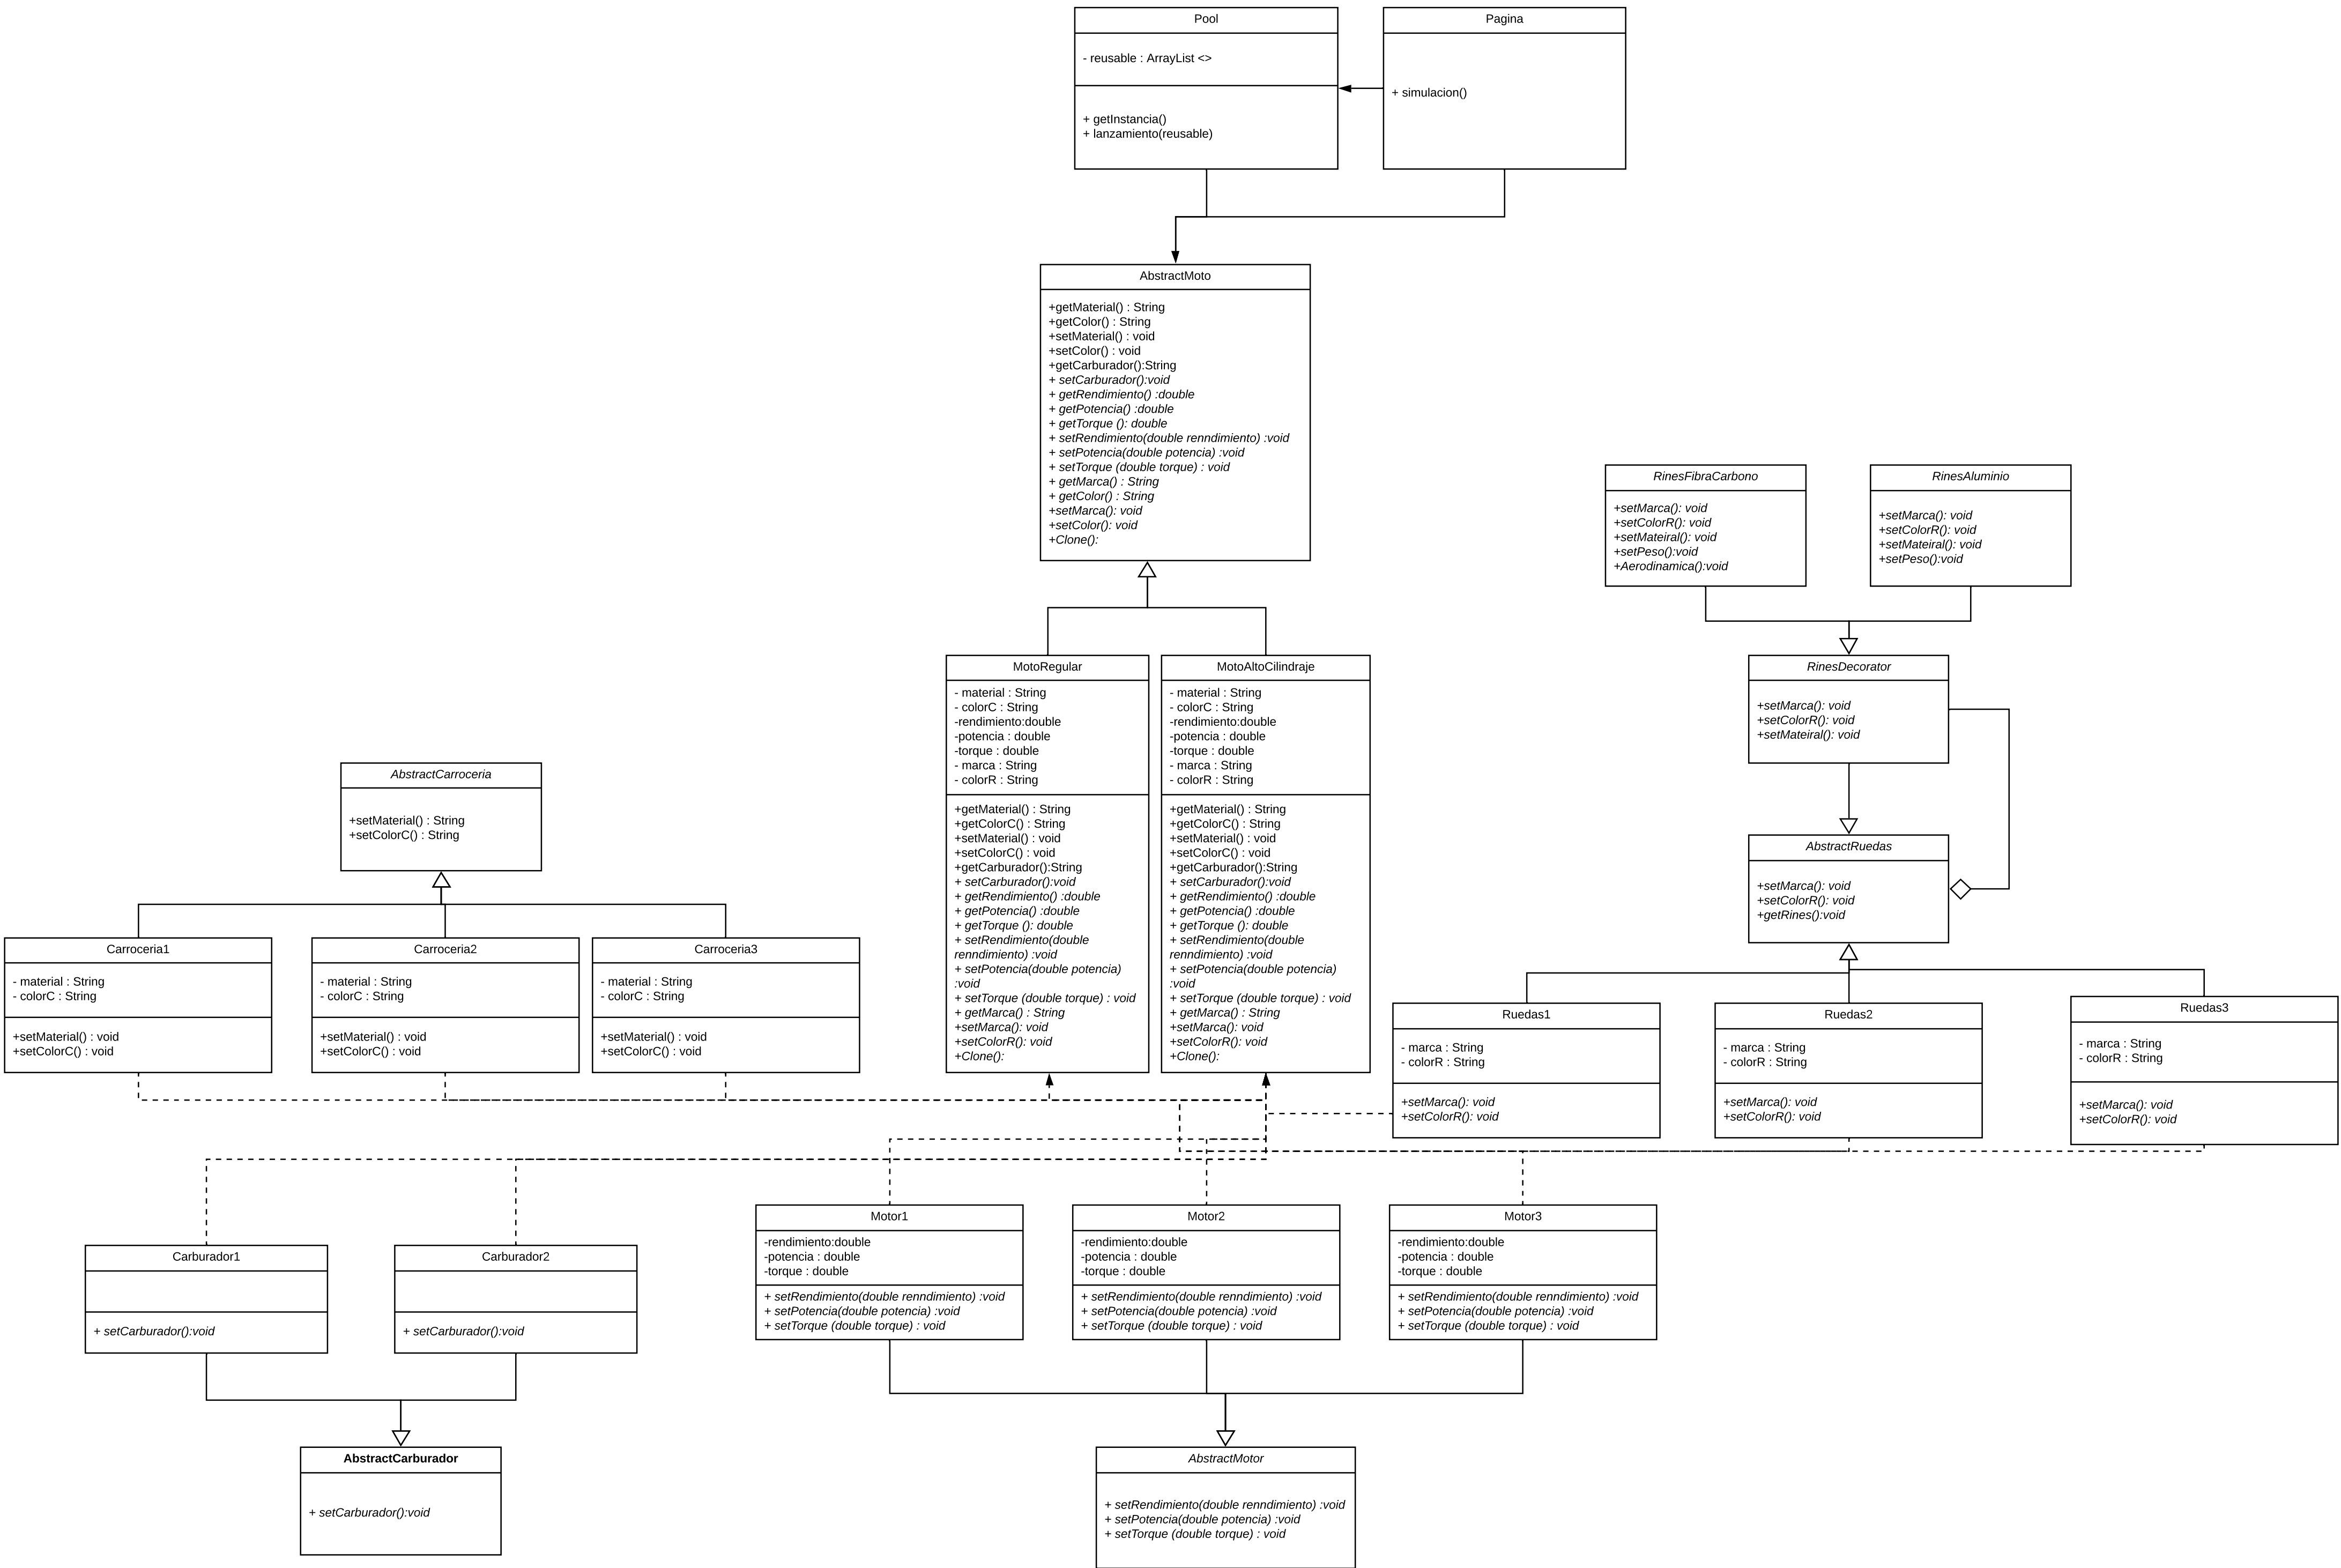 Pool
- reusable : ArrayList <>
+ getInstancia()
+ lanzamiento(reusable)
Pagina
+ simulacion()
AbstractMoto
+getMaterial() : String
+getColor() : String
+setMaterial() : void
+setColor() : void
+getCarburador():String
+ setCarburador():void
+ getRendimiento() :double
+ getPotencia() :double
+ getTorque (): double
+ setRendimiento(double renndimiento) :void
+ setPotencia(double potencia) :void
+ setTorque (double torque) : void
+ getMarca() : String
+ getColor() : String
+setMarca(): void
+setColor(): void
+Clone():
RinesFibraCarbono
+setMarca(): void
+setColorR(): void
+setMateiral(): void
+setPeso():void
+Aerodinamica():void
RinesAluminio
+setMarca(): void
+setColorR(): void
+setMateiral(): void
+setPeso():void
MotoRegular
- material : String
- colorC : String
-rendimiento:double
-potencia : double
-torque : double
- marca : String
- colorR : String
+getMaterial() : String
+getColorC() : String
+setMaterial() : void
+setColorC() : void
+getCarburador():String
+ setCarburador():void
+ getRendimiento() :double
+ getPotencia() :double
+ getTorque (): double
+ setRendimiento(double
renndimiento) :void
+ setPotencia(double potencia)
:void
+ setTorque (double torque) : void
+ getMarca() : String
+setMarca(): void
+setColorR(): void
+Clone():
MotoAltoCilindraje
- material : String
- colorC : String
-rendimiento:double
-potencia : double
-torque : double
- marca : String
- colorR : String
+getMaterial() : String
+getColorC() : String
+setMaterial() : void
+setColorC() : void
+getCarburador():String
+ setCarburador():void
+ getRendimiento() :double
+ getPotencia() :double
+ getTorque (): double
+ setRendimiento(double
renndimiento) :void
+ setPotencia(double potencia)
:void
+ setTorque (double torque) : void
+ getMarca() : String
+setMarca(): void
+setColorR(): void
+Clone():
RinesDecorator
+setMarca(): void
+setColorR(): void
+setMateiral(): void
AbstractCarroceria
+setMaterial() : String
+setColorC() : String
AbstractRuedas
+setMarca(): void
+setColorR(): void
+getRines():void
Carroceria1
- material : String
- colorC : String
+setMaterial() : void
+setColorC() : void
Carroceria2
- material : String
- colorC : String
+setMaterial() : void
+setColorC() : void
Carroceria3
- material : String
- colorC : String
+setMaterial() : void
+setColorC() : void
Ruedas1
- marca : String
- colorR : String
+setMarca(): void
+setColorR(): void
Ruedas2
- marca : String
- colorR : String
+setMarca(): void
+setColorR(): void
Ruedas3
- marca : String
- colorR : String
+setMarca(): void
+setColorR(): void
Carburador1
+ setCarburador():void
Carburador2
+ setCarburador():void
Motor1
-rendimiento:double
-potencia : double
-torque : double
+ setRendimiento(double renndimiento) :void
+ setPotencia(double potencia) :void
+ setTorque (double torque) : void
Motor2
-rendimiento:double
-potencia : double
-torque : double
+ setRendimiento(double renndimiento) :void
+ setPotencia(double potencia) :void
+ setTorque (double torque) : void
Motor3
-rendimiento:double
-potencia : double
-torque : double
+ setRendimiento(double renndimiento) :void
+ setPotencia(double potencia) :void
+ setTorque (double torque) : void
AbstractCarburador
+ setCarburador():void
AbstractMotor
+ setRendimiento(double renndimiento) :void
+ setPotencia(double potencia) :void
+ setTorque (double torque) : void